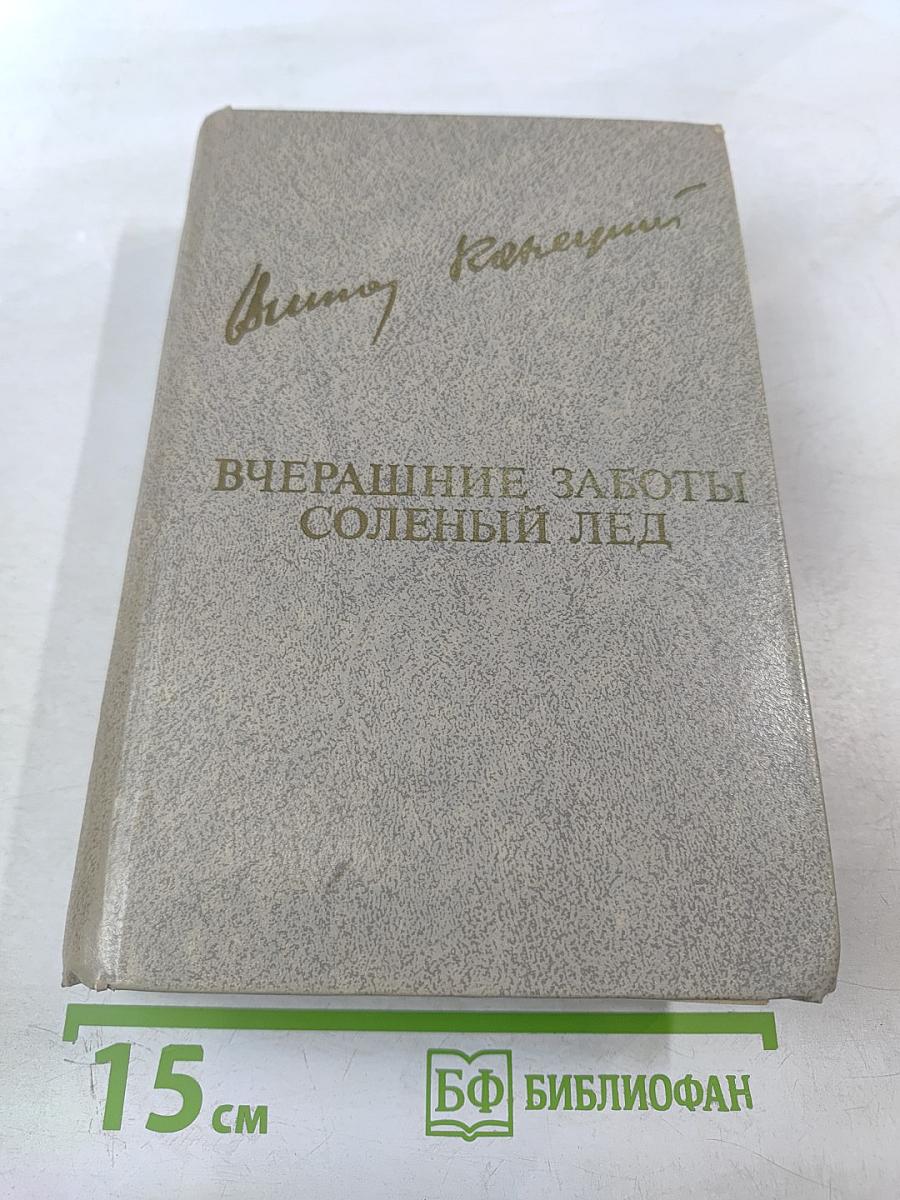 Виктор Конецкий
ВЧЕРАШНИЕ ЗАБОТЫ
СОЛЕНЫЙ ЛЕД
15 см
БФ БИБЛИОФАН